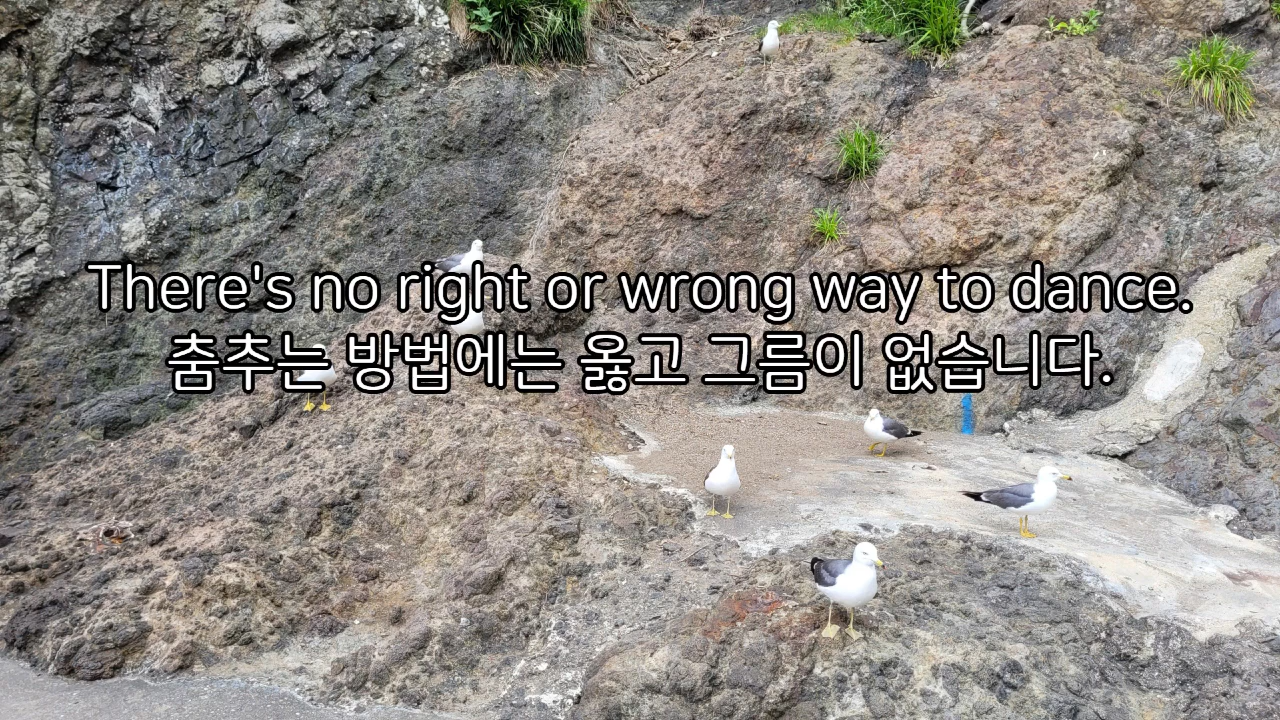 There's no right or wrong way to dance.
춤추는 방법에는 옳고 그름이 없습니다.